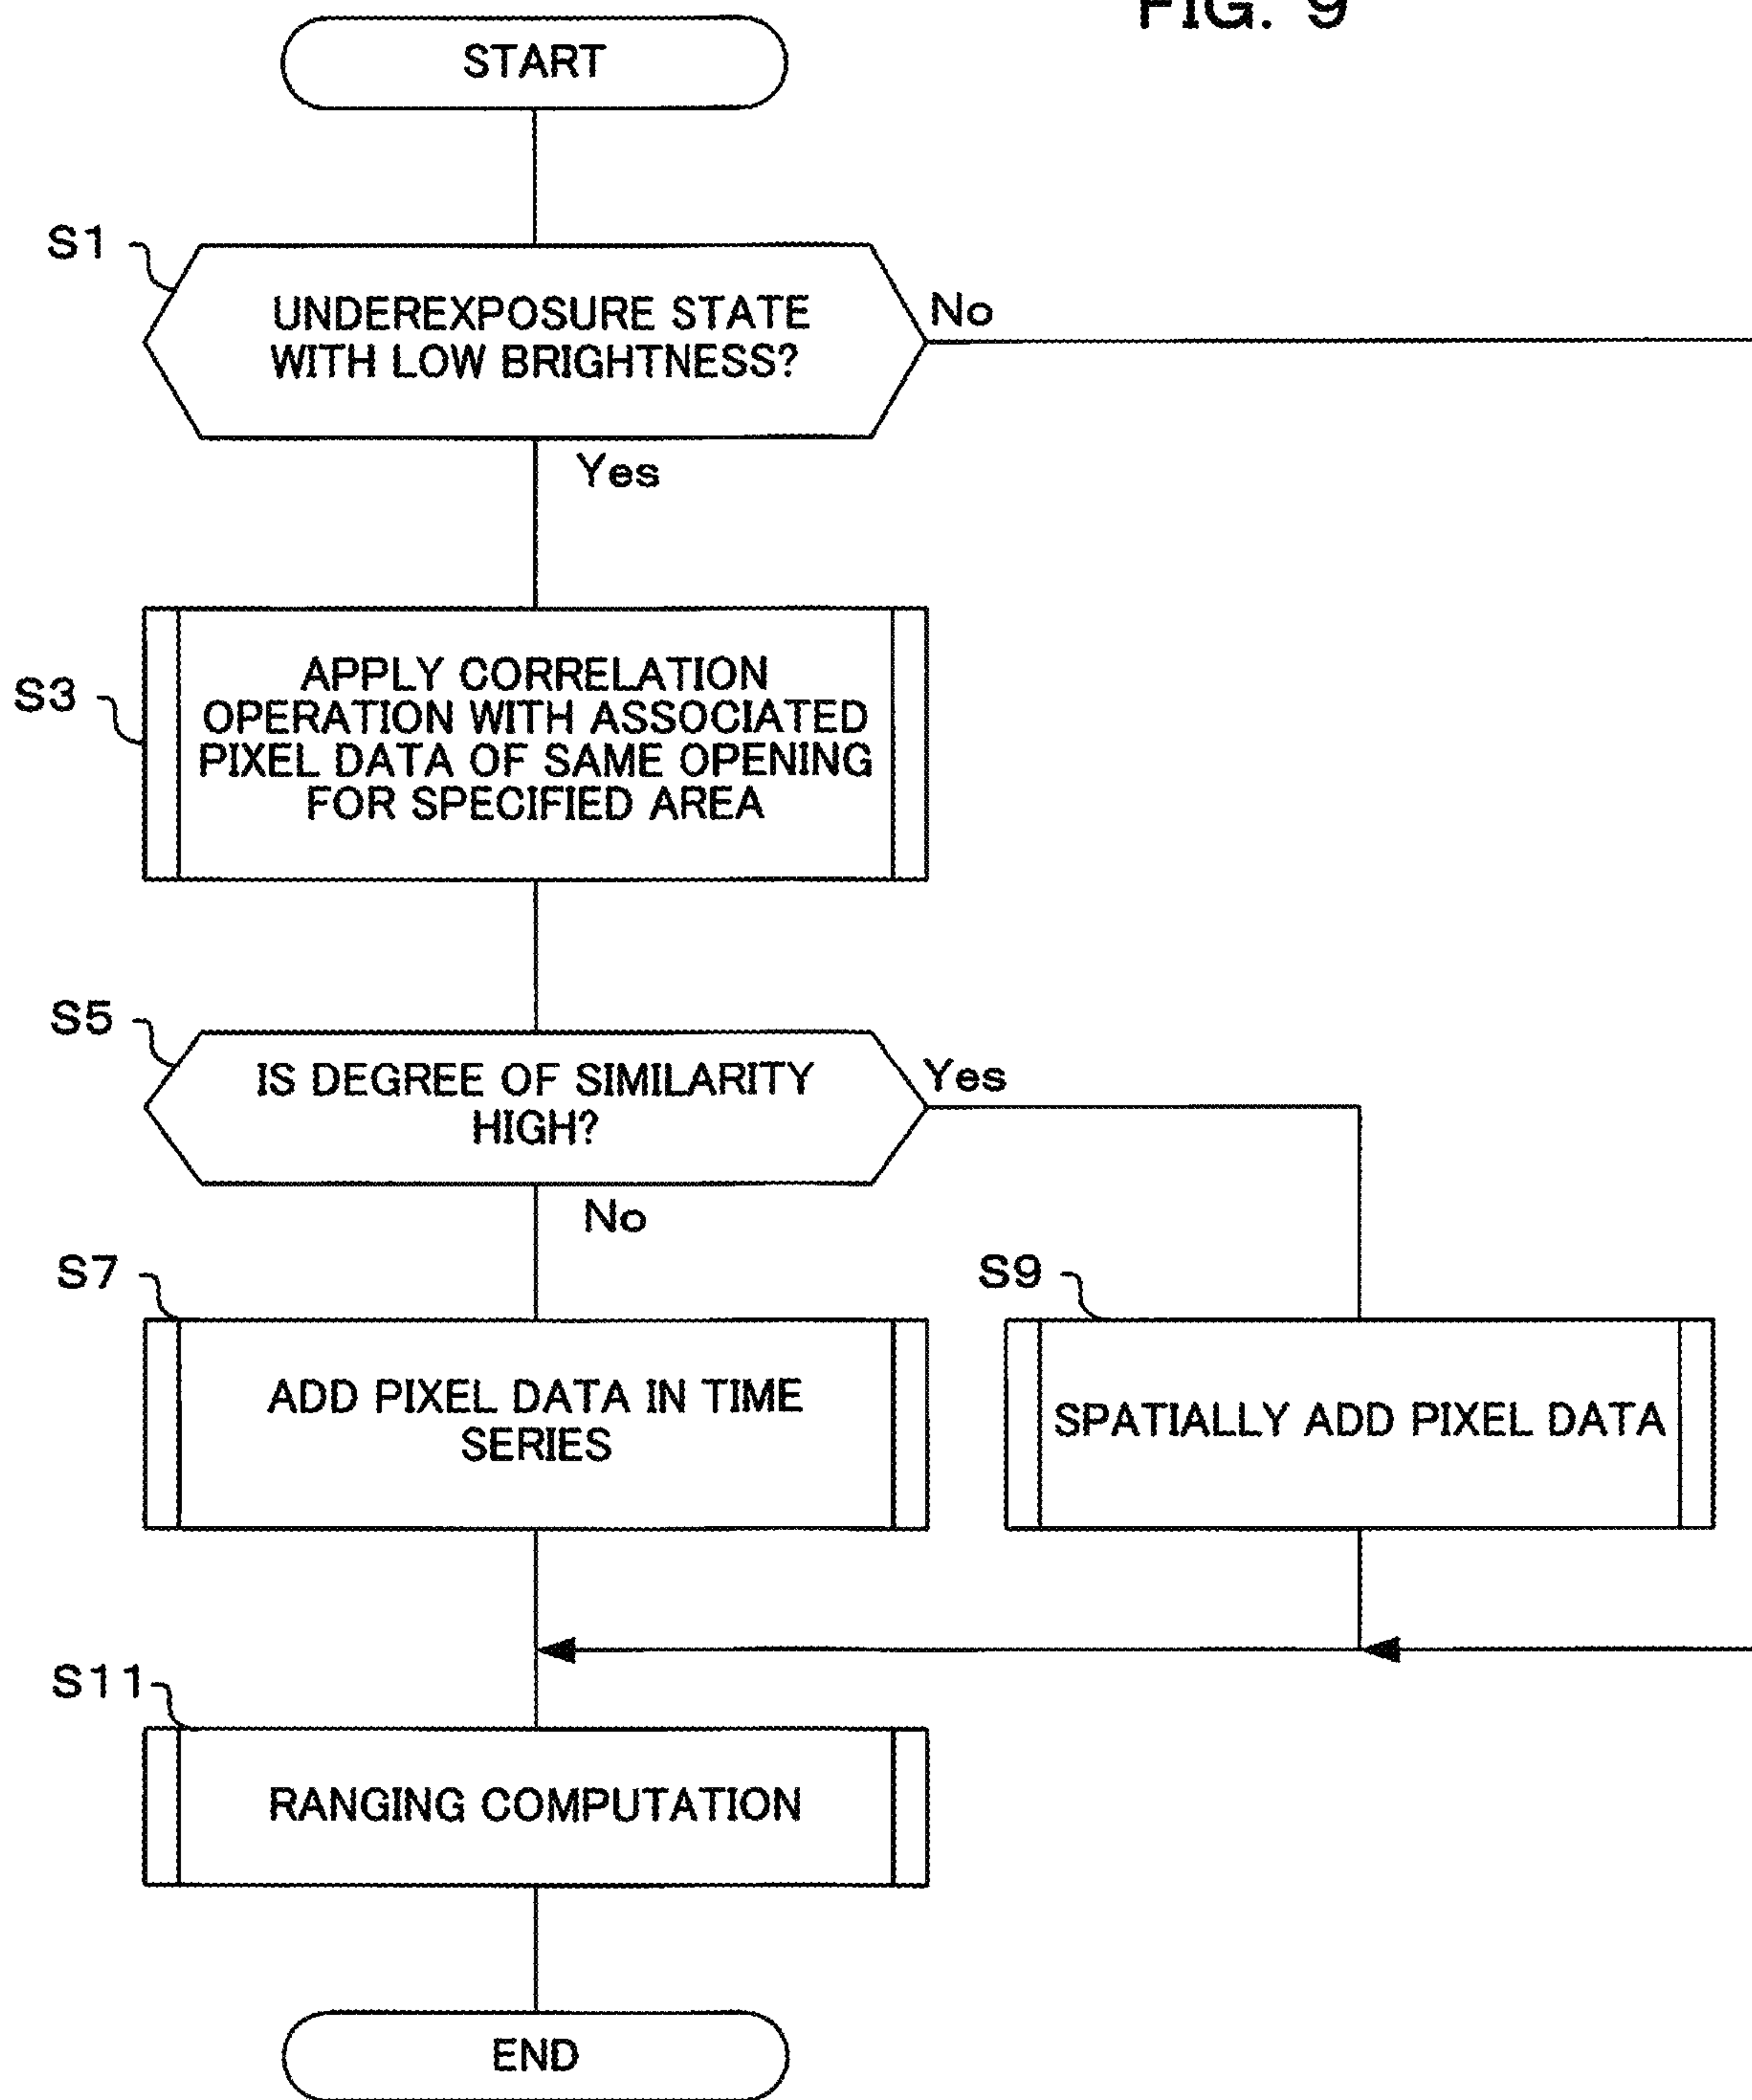 FIG. 9
START
S1
UNDEREXPOSURE STATE
WITH LOW BRIGHTNESS?
No
Yes
S3
APPLY CORRELATION
OPERATION WITH ASSOCIATED
PIXEL DATA OF SAME OPENING
FOR SPECIFIED AREA
S5
IS DEGREE OF SIMILARITY
HIGH?
Yes
No
S7
ADD PIXEL DATA IN TIME
SERIES
S9
SPATIALLY ADD PIXEL DATA
S11
RANGING COMPUTATION
END